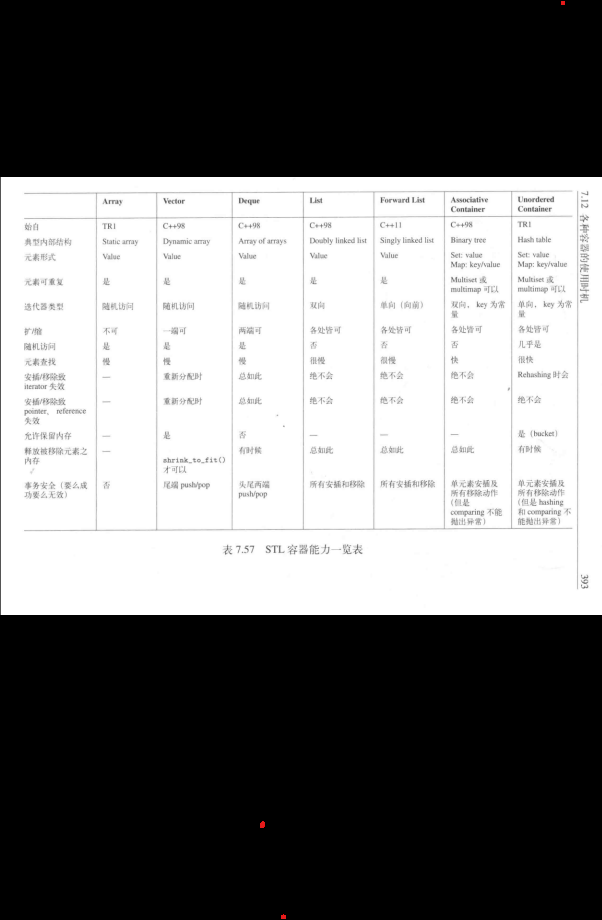 7.12 各种容器的使用时机
Array Vector Deque List Forward List Associative Container Unordered Container
始自 TR1 C++98 C++98 C++98 C++11 C++98 TR1
典型内部结构 Static array Dynamic array Array of arrays Doubly linked list Singly linked list Binary tree Hash table
元素形式 Value Value Value Value Value Set: value Set: value
Map: key/value Map: key/value
元素可重复 是 是 是 是 是 Multiset 或 Multiset 或
multimap 可以 multimap 可以
迭代器类型 随机访问 随机访问 随机访问 双向 单向（向前） 双向， key 为常 单向， key 为常
量 量
扩/缩 不可 一端可 两端可 各处皆可 各处皆可 各处皆可 各处皆可
随机访问 是 是 是 否 否 否 几乎是
元素查找 慢 慢 慢 很慢 很慢 快 很快
安插/移除致 — 重新分配时 总如此 绝不会 绝不会 绝不会 Rehashing 时会
iterator 失效
安插/移除致 — 重新分配时 总如此 绝不会 绝不会 绝不会 绝不会
pointer、 reference
失效
允许保留内存 — 是 否 — — — 是（bucket）
释放被移除元素之 — 有时候 总如此 总如此 总如此 有时候
内存 shrink_to_fit()
才可以
事务安全（要么成 否 尾端 push/pop 头尾两端 所有安插和移除 所有安插和移除 单元素安插及 单元素安插及
功要么无效） push/pop 所有移除动作 所有移除动作
（但是 （但是 hashing
comparing 不能 和 comparing 不
抛出异常） 能抛出异常）
表 7.57 STL 容器能力一览表
393